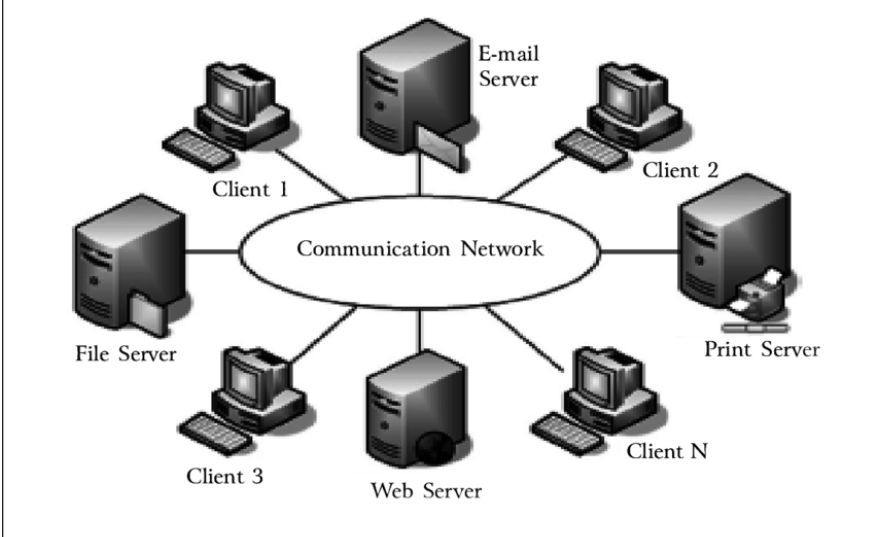 E-mail
Server
Client 1
Client 2
Communication Network
File Server
Print Server
Client 3
Web Server
Client N